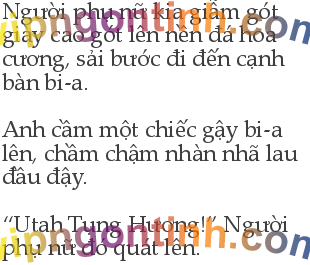 Người phụ nữ kia giẫm gót
giày cao gót lên nền đá hoa
cương, sải bước đi đến cạnh
bàn bi-a.
Anh cầm một chiếc gậy bi-a
lên, chầm chậm nhàn nhã lau
đầu đậy.
“Utah Tụng Hương!” Người
phụ nữ đó quát lên.